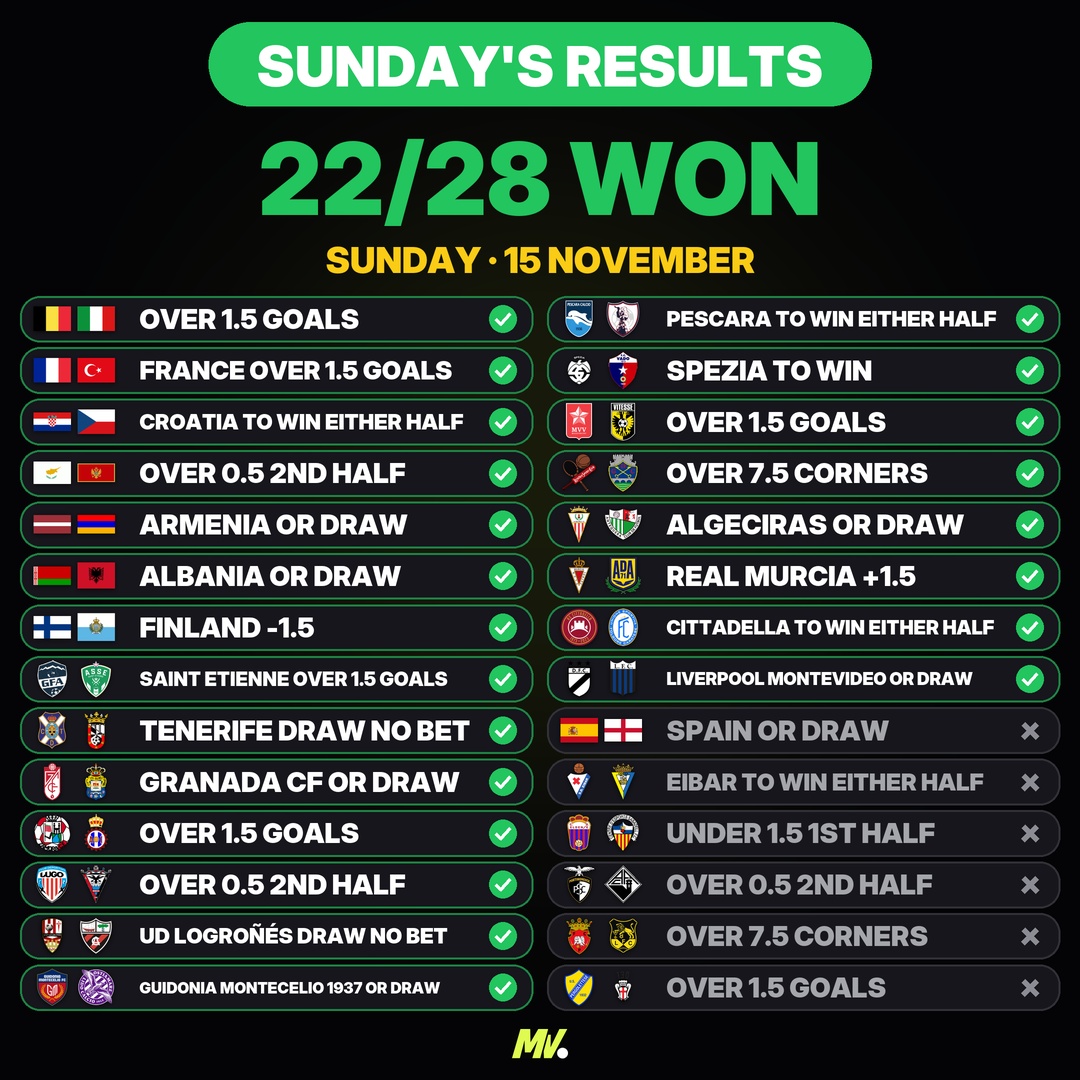 SUNDAY'S RESULTS
22/28 WON
SUNDAY · 15 NOVEMBER
OVER 1.5 GOALS
FRANCE OVER 1.5 GOALS
CROATIA TO WIN EITHER HALF
OVER 0.5 2ND HALF
ARMENIA OR DRAW
ALBANIA OR DRAW
FINLAND -1.5
SAINT ETIENNE OVER 1.5 GOALS
TENERIFE DRAW NO BET
GRANADA CF OR DRAW
OVER 1.5 GOALS
OVER 0.5 2ND HALF
UD LOGROÑÉS DRAW NO BET
GUIDONIA MONTECELIO 1937 OR DRAW
PESCARA TO WIN EITHER HALF
SPEZIA TO WIN
OVER 1.5 GOALS
OVER 7.5 CORNERS
ALGECIRAS OR DRAW
REAL MURCIA +1.5
CITTADELLA TO WIN EITHER HALF
LIVERPOOL MONTEVIDEO OR DRAW
SPAIN OR DRAW
EIBAR TO WIN EITHER HALF
UNDER 1.5 1ST HALF
OVER 0.5 2ND HALF
OVER 7.5 CORNERS
OVER 1.5 GOALS
MV.